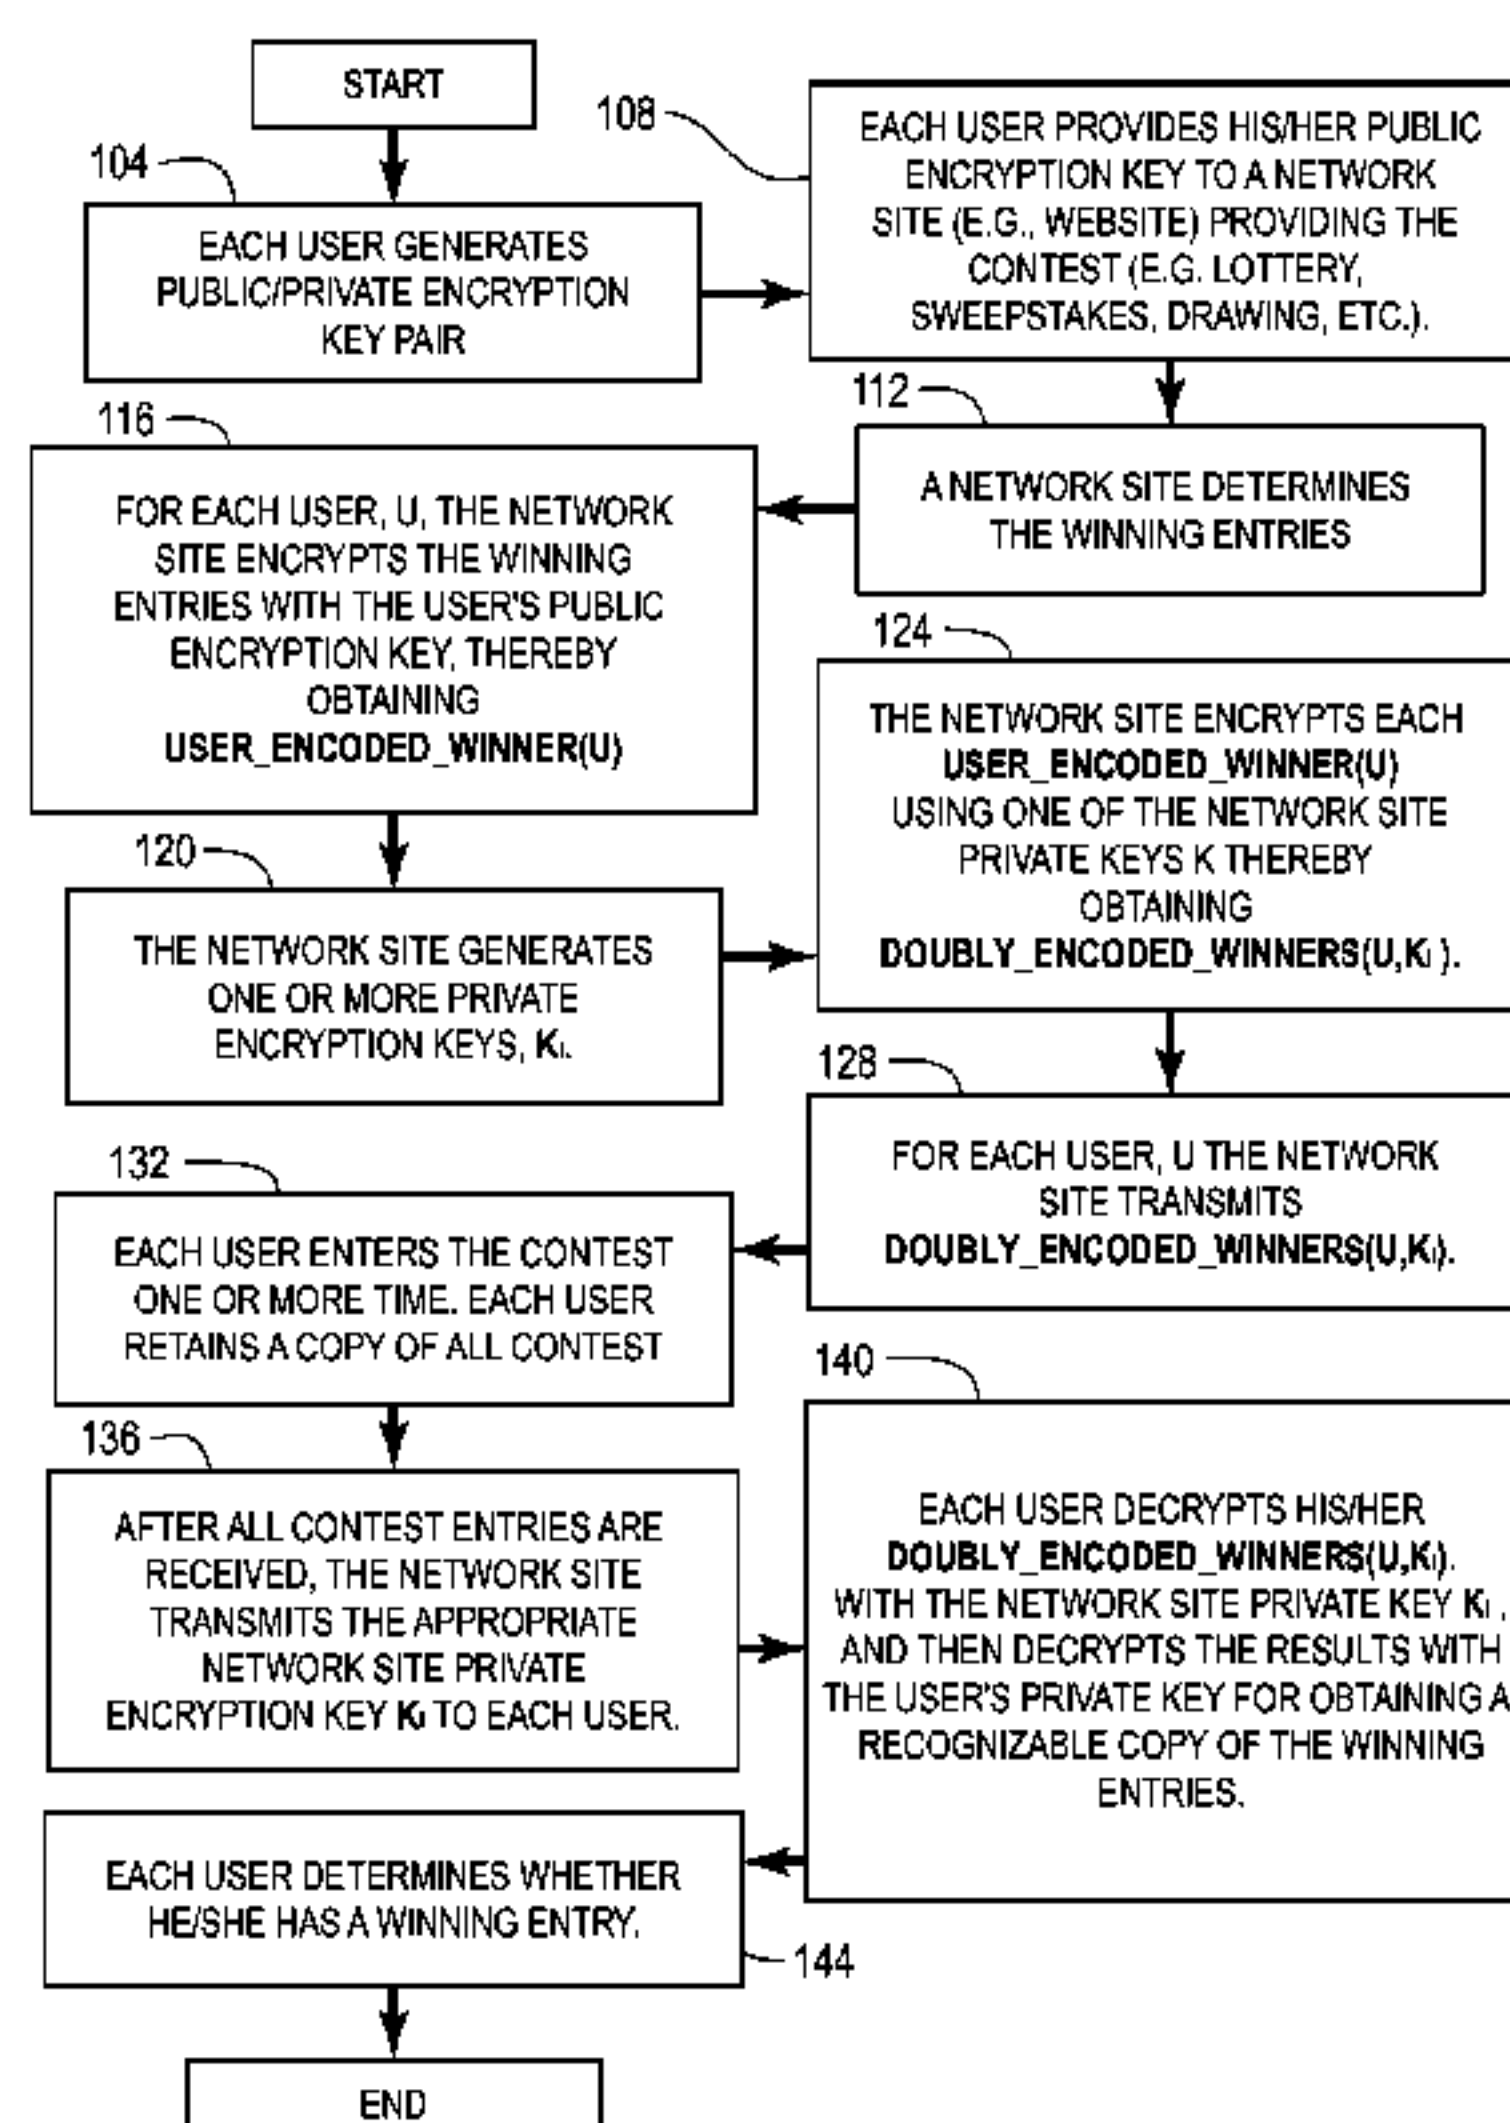 START
104
EACH USER GENERATES
PUBLIC/PRIVATE ENCRYPTION
KEY PAIR
108
EACH USER PROVIDES HIS/HER PUBLIC
ENCRYPTION KEY TO A NETWORK
SITE (E.G., WEBSITE) PROVIDING THE
CONTEST (E.G. LOTTERY,
SWEEPSTAKES, DRAWING, ETC.).
112
A NETWORK SITE DETERMINES
THE WINNING ENTRIES
116
FOR EACH USER, U, THE NETWORK
SITE ENCRYPTS THE WINNING
ENTRIES WITH THE USER'S PUBLIC
ENCRYPTION KEY, THEREBY
OBTAINING
USER_ENCODED_WINNER(U)
120
THE NETWORK SITE GENERATES
ONE OR MORE PRIVATE
ENCRYPTION KEYS, Ki.
124
THE NETWORK SITE ENCRYPTS EACH
USER_ENCODED_WINNER(U)
USING ONE OF THE NETWORK SITE
PRIVATE KEYS K THEREBY
OBTAINING
DOUBLY_ENCODED_WINNERS(U,Ki ).
128
FOR EACH USER, U THE NETWORK
SITE TRANSMITS
DOUBLY_ENCODED_WINNERS(U,Ki).
132
EACH USER ENTERS THE CONTEST
ONE OR MORE TIME. EACH USER
RETAINS A COPY OF ALL CONTEST
136
AFTER ALL CONTEST ENTRIES ARE
RECEIVED, THE NETWORK SITE
TRANSMITS THE APPROPRIATE
NETWORK SITE PRIVATE
ENCRYPTION KEY Ki TO EACH USER.
140
EACH USER DECRYPTS HIS/HER
DOUBLY_ENCODED_WINNERS(U,Ki).
WITH THE NETWORK SITE PRIVATE KEY Ki ,
AND THEN DECRYPTS THE RESULTS WITH
THE USER'S PRIVATE KEY FOR OBTAINING A
RECOGNIZABLE COPY OF THE WINNING
ENTRIES.
EACH USER DETERMINES WHETHER
HE/SHE HAS A WINNING ENTRY.
144
END